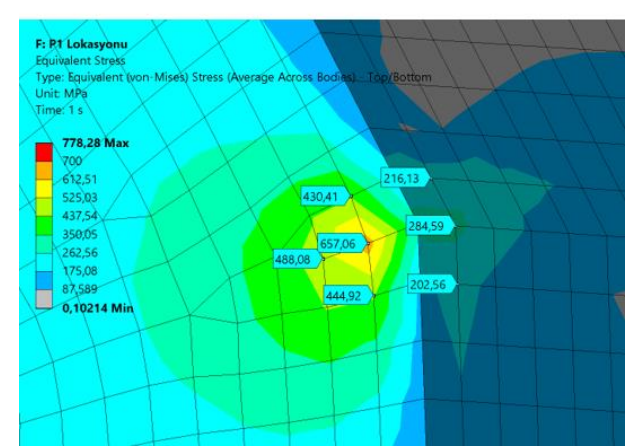 F: P1 Lokasyonu
Equivalent Stress
Type: Equivalent (von-Mises) Stress (Average Across Bodies) - Top/Bottom
Unit: MPa
Time: 1 s
778,28 Max
700
612,51
525,03
437,54
350,05
262,56
175,08
87,589
0,10214 Min
216,13
430,41
284,59
657,06
488,08
202,56
444,92